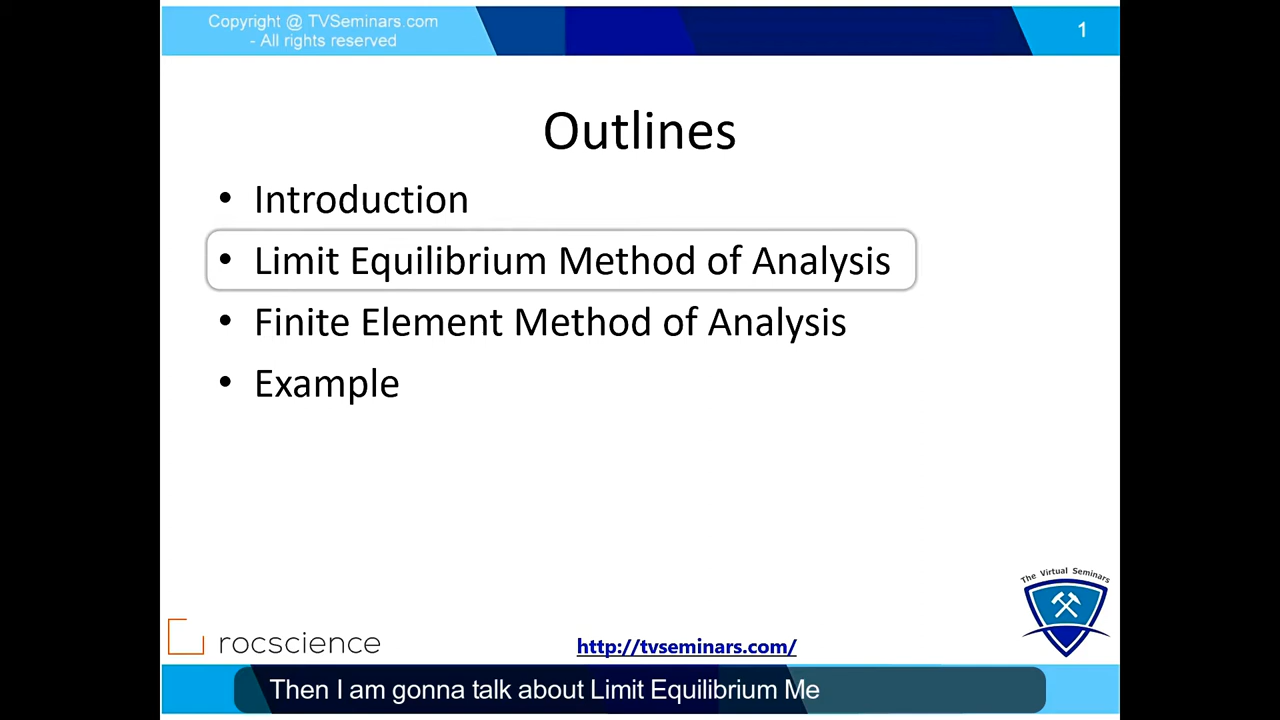 Copyright @ TVSeminars.com
- All rights reserved
1
Outlines
• Introduction
• Limit Equilibrium Method of Analysis
• Finite Element Method of Analysis
• Example
The Virtual Seminars
rocscience
http://tvseminars.com/
Then I am gonna talk about Limit Equilibrium Me